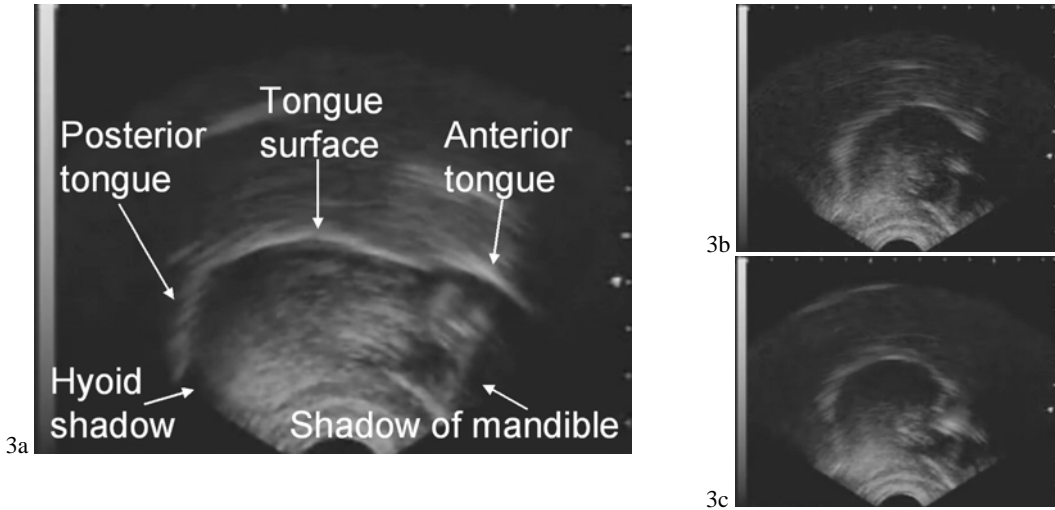 Tongue
surface
Posterior
tongue
Anterior
tongue
Hyoid
shadow
Shadow of mandible
3a
3b
3c